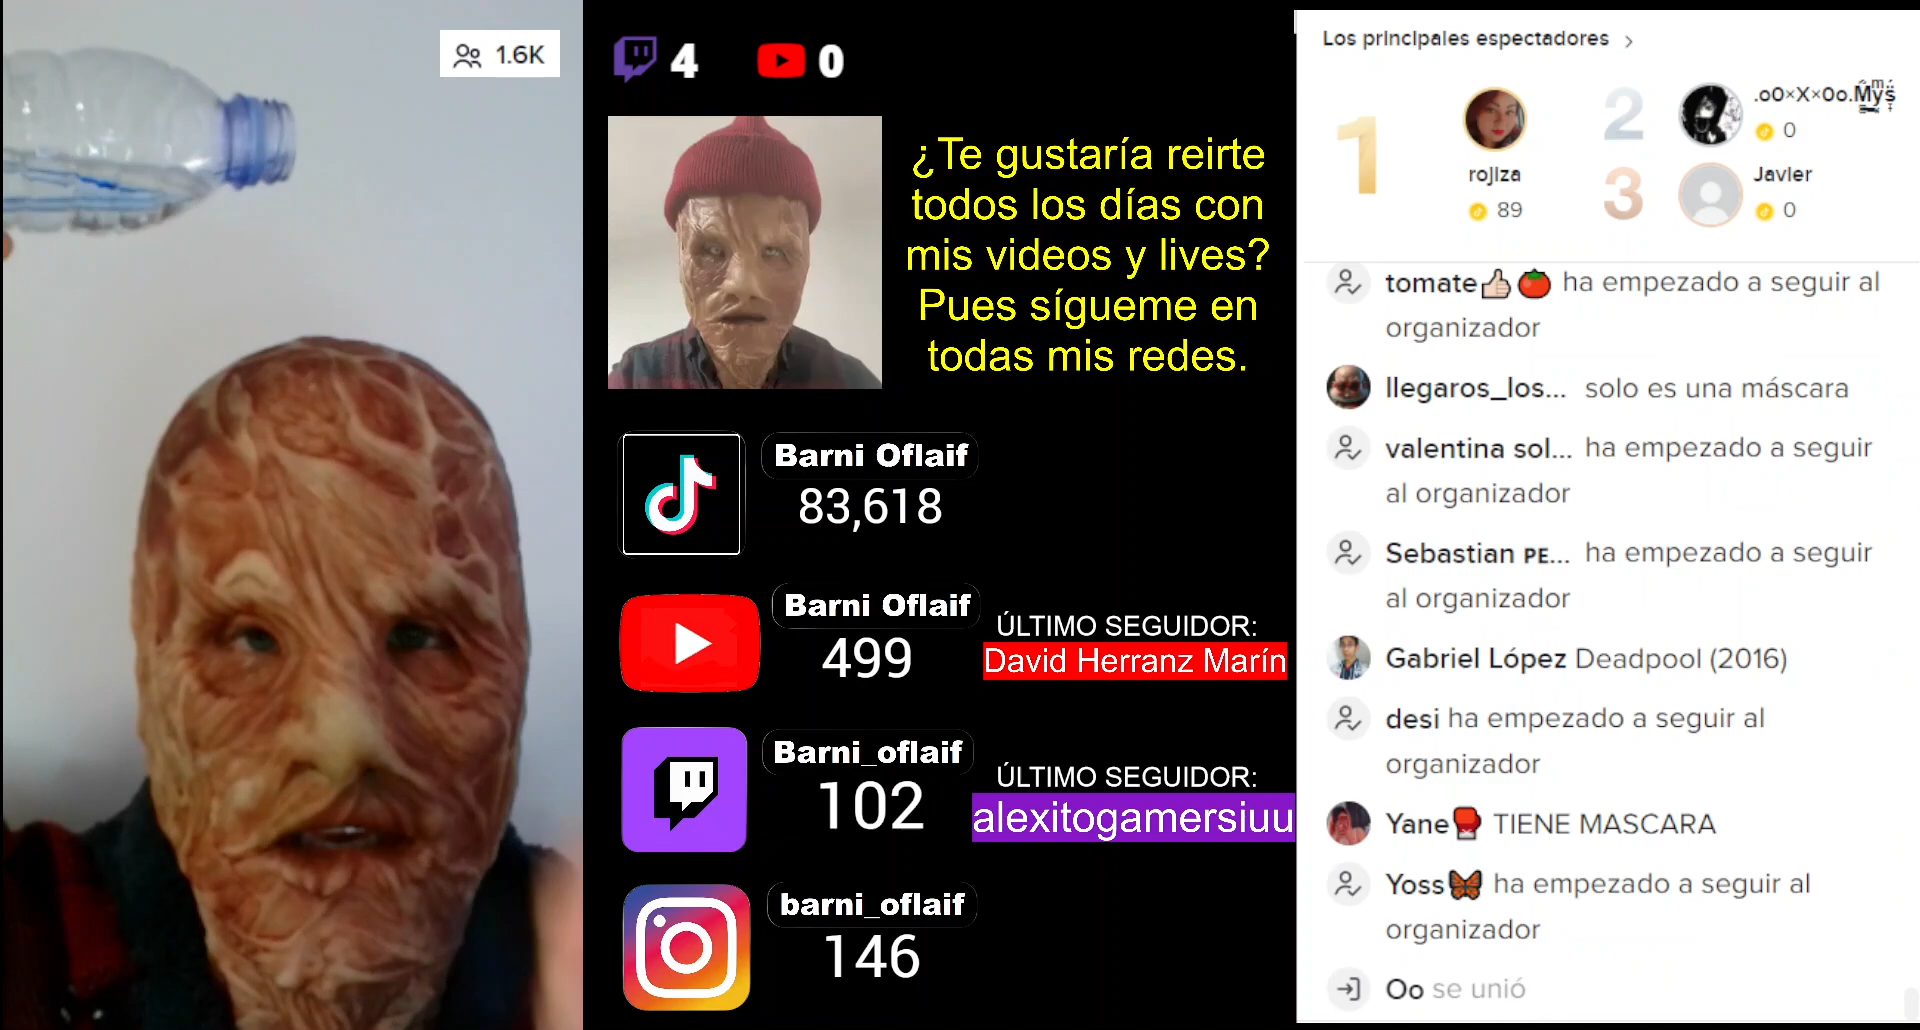 1.6K
4
0
¿Te gustaría reirte
todos los días con
mis videos y lives?
Pues sígueme en
todas mis redes.
Barni Oflaif
83,618
Barni Oflaif
499
ÚLTIMO SEGUIDOR:
David Herranz Marín
Barni_oflaif
102
ÚLTIMO SEGUIDOR:
alexitogamersiuu
barni_oflaif
146
Los principales espectadores >
1
rojiza
89
2
0
3
Javier
0
tomate👍🍅 ha empezado a seguir al
organizador
llegaros_los... solo es una máscara
valentina sol... ha empezado a seguir
al organizador
Sebastian ᴘᴇ... ha empezado a seguir
al organizador
Gabriel López Deadpool (2016)
desi ha empezado a seguir al
organizador
Yane🥊 TIENE MASCARA
Yoss🦋 ha empezado a seguir al
organizador
Oo se unió